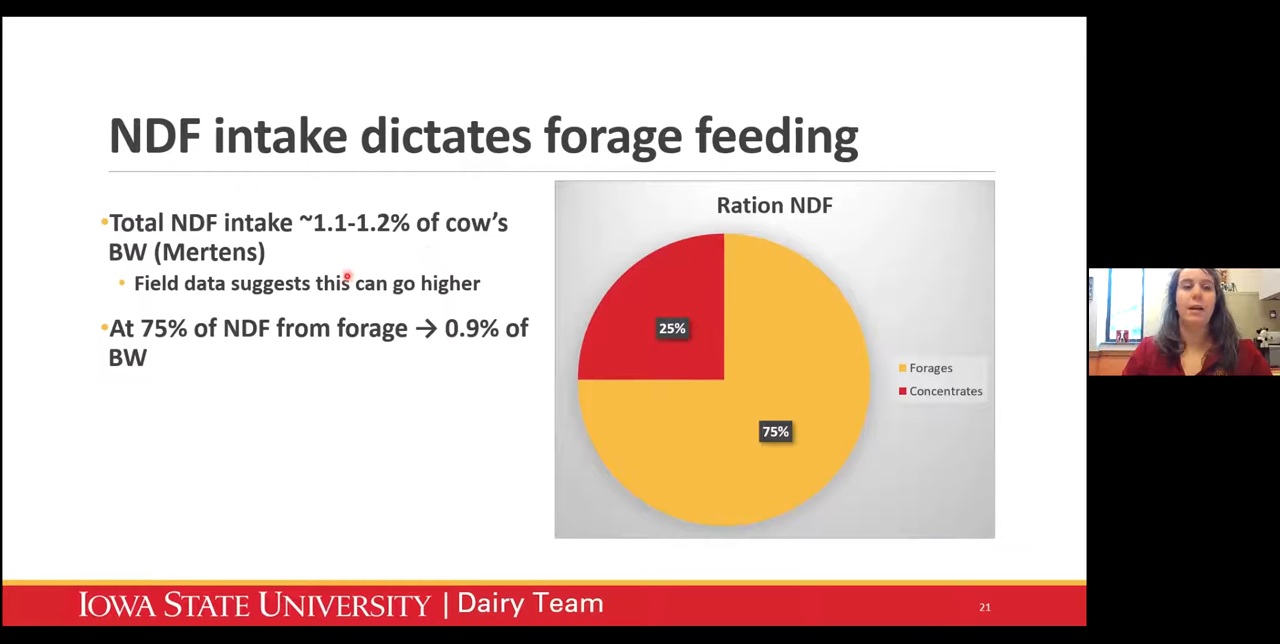 NDF intake dictates forage feeding
•Total NDF intake ~1.1-1.2% of cow's
BW (Mertens)
• Field data suggests this can go higher
•At 75% of NDF from forage → 0.9% of
BW
Ration NDF
25%
75%
Forages
Concentrates
IOWA STATE UNIVERSITY | Dairy Team
21